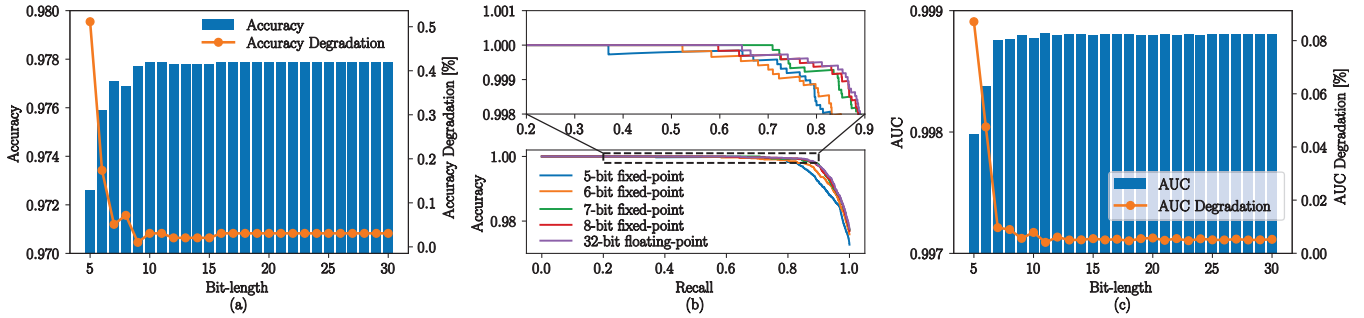 0.980
0.978
0.976
0.974
0.972
0.970
Accuracy
Accuracy
Accuracy Degradation
0.5
0.4
0.3
0.2
0.1
0.0
Accuracy Degradation [%]
5 10 15 20 25 30
Bit-length
(a)
1.001
1.000
0.999
0.998
0.2 0.3 0.4 0.5 0.6 0.7 0.8 0.9
1.00
0.98
Accuracy
5-bit fixed-point
6-bit fixed-point
7-bit fixed-point
8-bit fixed-point
32-bit floating-point
0.0 0.2 0.4 0.6 0.8 1.0
Recall
(b)
0.999
0.998
0.997
AUC
AUC
AUC Degradation
0.08
0.06
0.04
0.02
0.00
AUC Degradation [%]
5 10 15 20 25 30
Bit-length
(c)